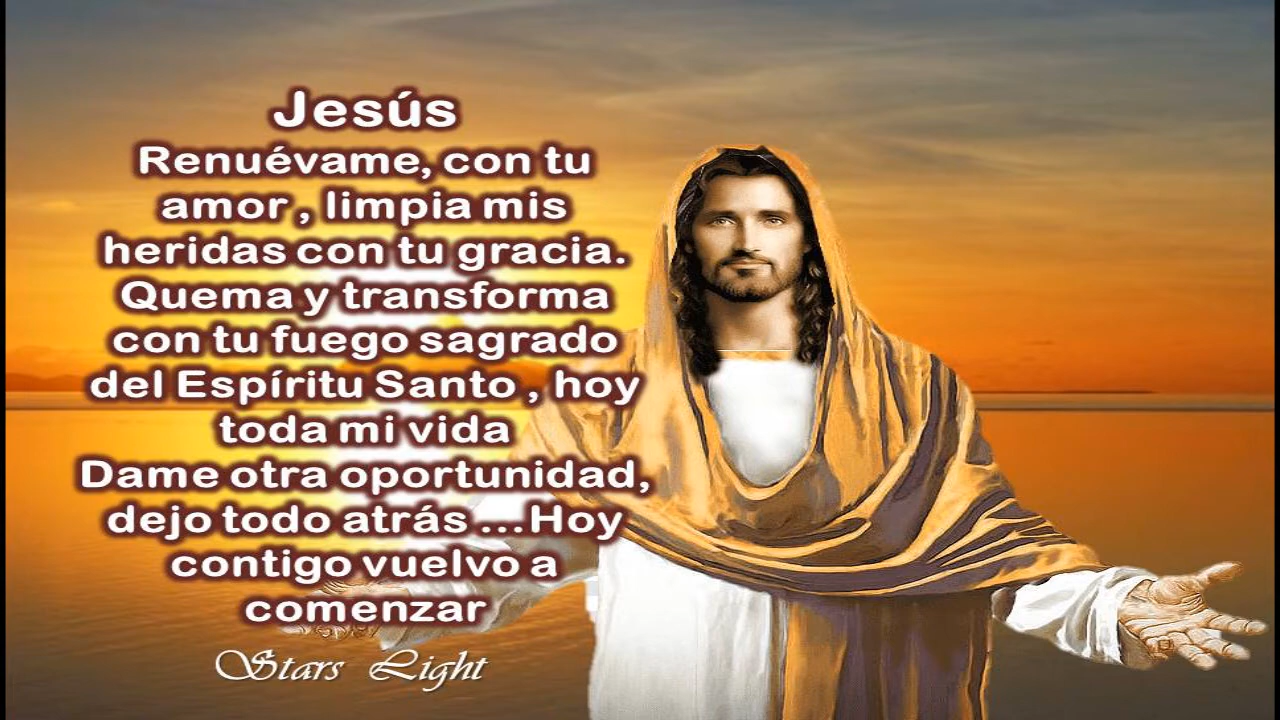 Jesús
Renuévame, con tu
amor , limpia mis
heridas con tu gracia.
Quema y transforma
con tu fuego sagrado
del Espíritu Santo , hoy
toda mi vida
Dame otra oportunidad,
dejo todo atrás ...Hoy
contigo vuelvo a
comenzar
Stars Light